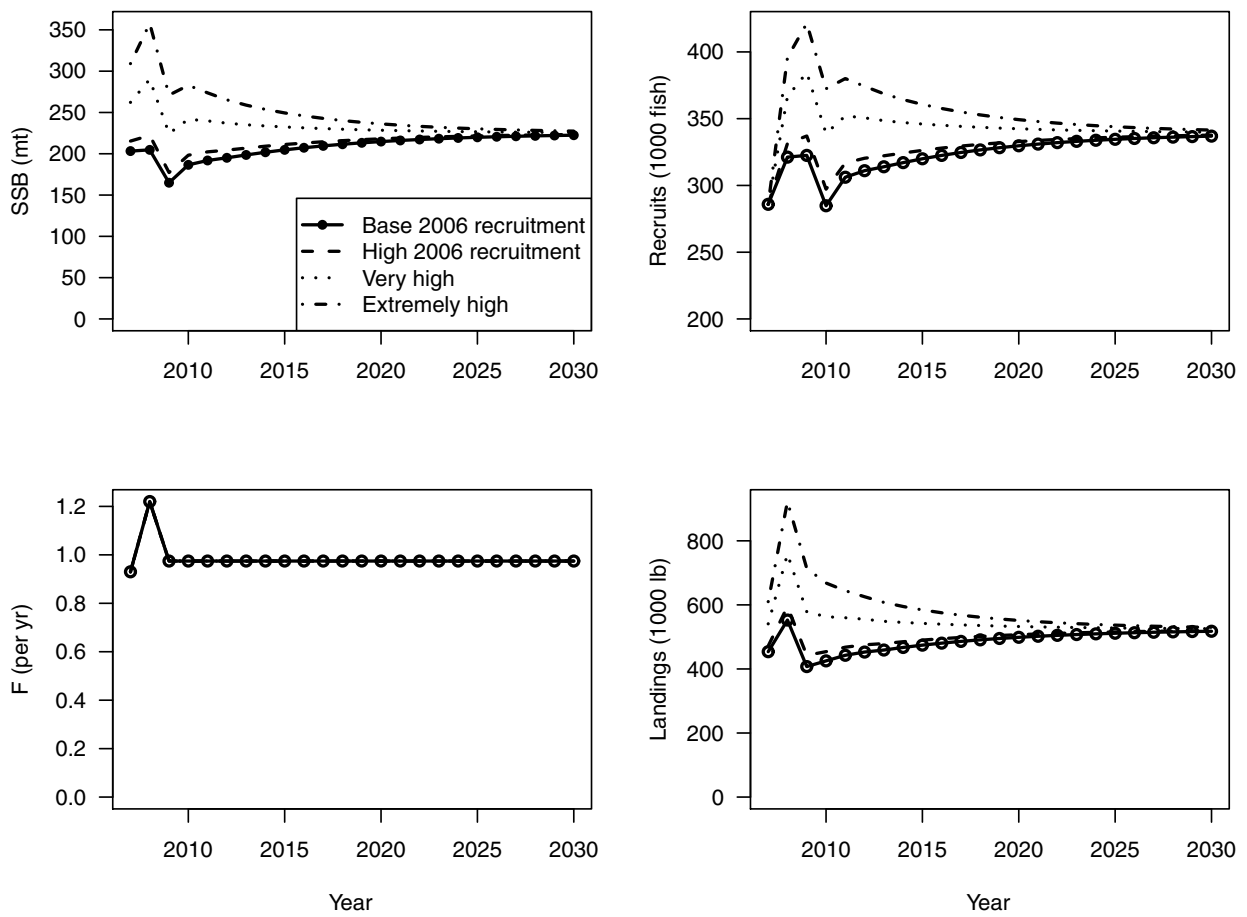 SSB (mt)
350
300
250
200
150
100
50
0
Base 2006 recruitment
High 2006 recruitment
Very high
Extremely high
2010 2015 2020 2025 2030
Recruits (1000 fish)
400
350
300
250
200
2010 2015 2020 2025 2030
F (per yr)
1.2
1.0
0.8
0.6
0.4
0.2
0.0
2010 2015 2020 2025 2030
Year
Landings (1000 lb)
800
600
400
200
0
2010 2015 2020 2025 2030
Year